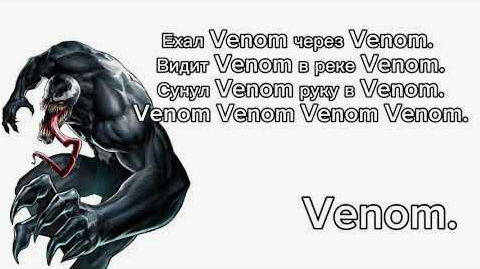 Ехал Venom через Venom.
Видит Venom в реке Venom.
Сунул Venom руку в Venom.
Venom Venom Venom Venom.
Venom.